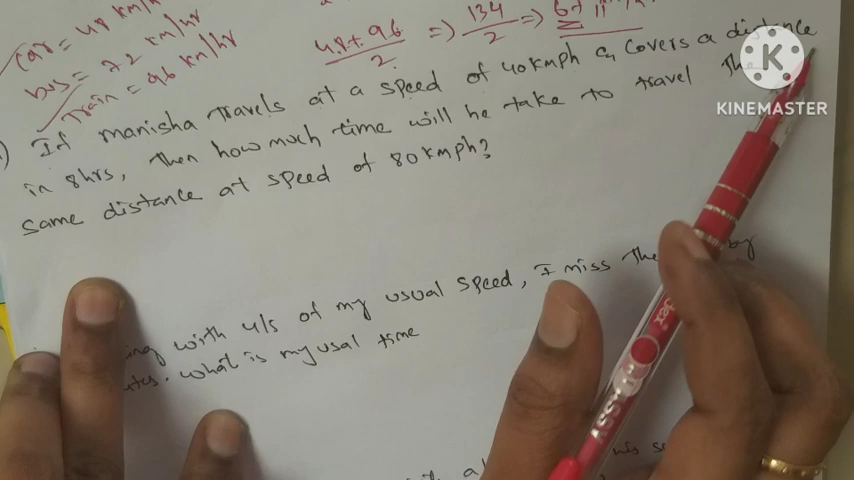 car = 48 km/hr
bus = 72 km/hr
Train = 96 km/hr
48+96/2 => 134/2 =>
If manisha travels at a speed of 40kmph & covers a distance
in 8hrs, Then how much time will he take to travel The
same distance at speed of 80kmph?
ing with 4/5 of my usual speed, I miss The by
utes. what is my usal time
K
KINEMASTER